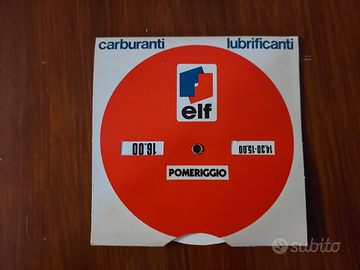 carburanti lubrificanti
elf
16.00
14.30-15.00
POMERIGGIO
subito